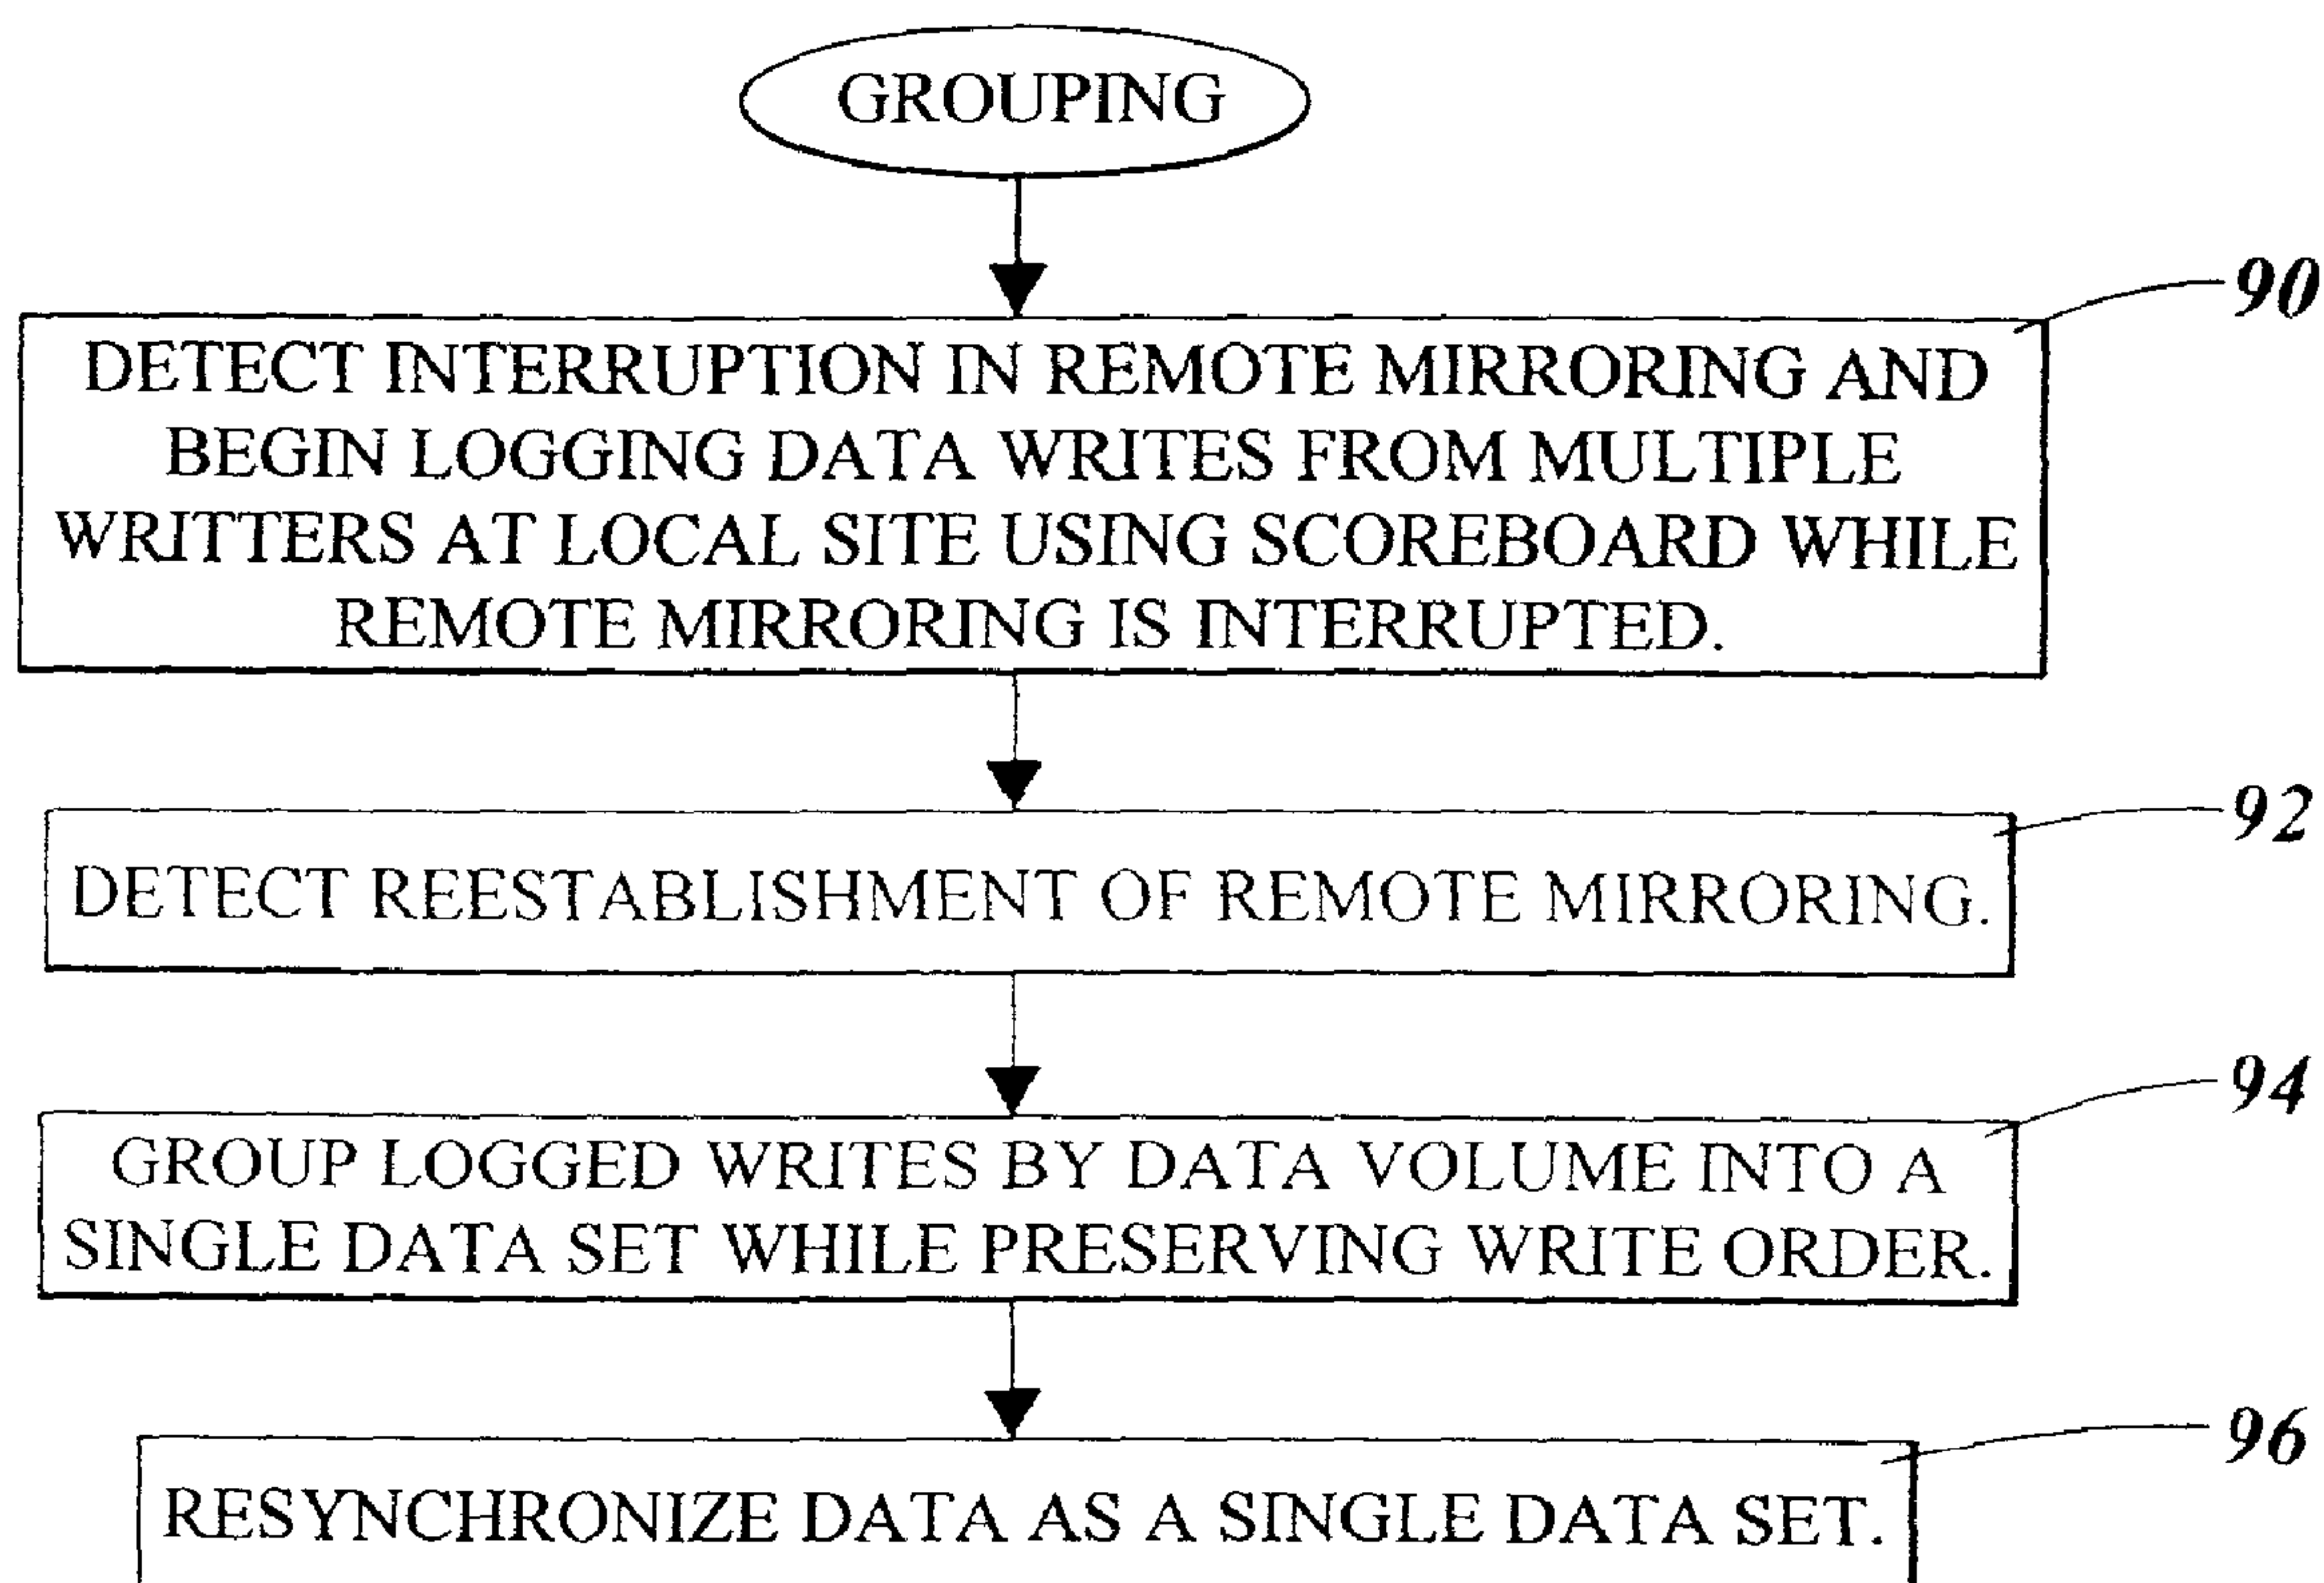 GROUPING
90
DETECT INTERRUPTION IN REMOTE MIRRORING AND
BEGIN LOGGING DATA WRITES FROM MULTIPLE
WRITTERS AT LOCAL SITE USING SCOREBOARD WHILE
REMOTE MIRRORING IS INTERRUPTED.
92
DETECT REESTABLISHMENT OF REMOTE MIRRORING.
94
GROUP LOGGED WRITES BY DATA VOLUME INTO A
SINGLE DATA SET WHILE PRESERVING WRITE ORDER.
96
RESYNCHRONIZE DATA AS A SINGLE DATA SET.